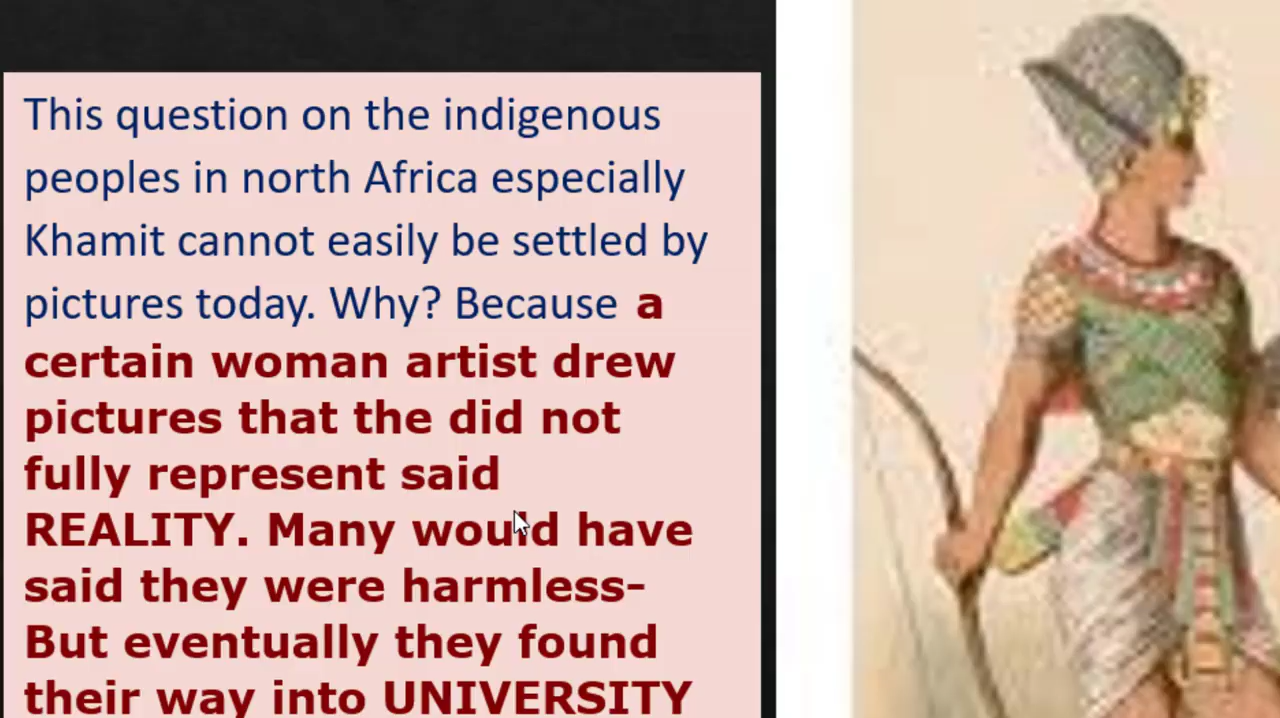 This question on the indigenous
peoples in north Africa especially
Khamit cannot easily be settled by
pictures today. Why? Because a
certain woman artist drew
pictures that the did not
fully represent said
REALITY. Many would have
said they were harmless-
But eventually they found
their way into UNIVERSITY